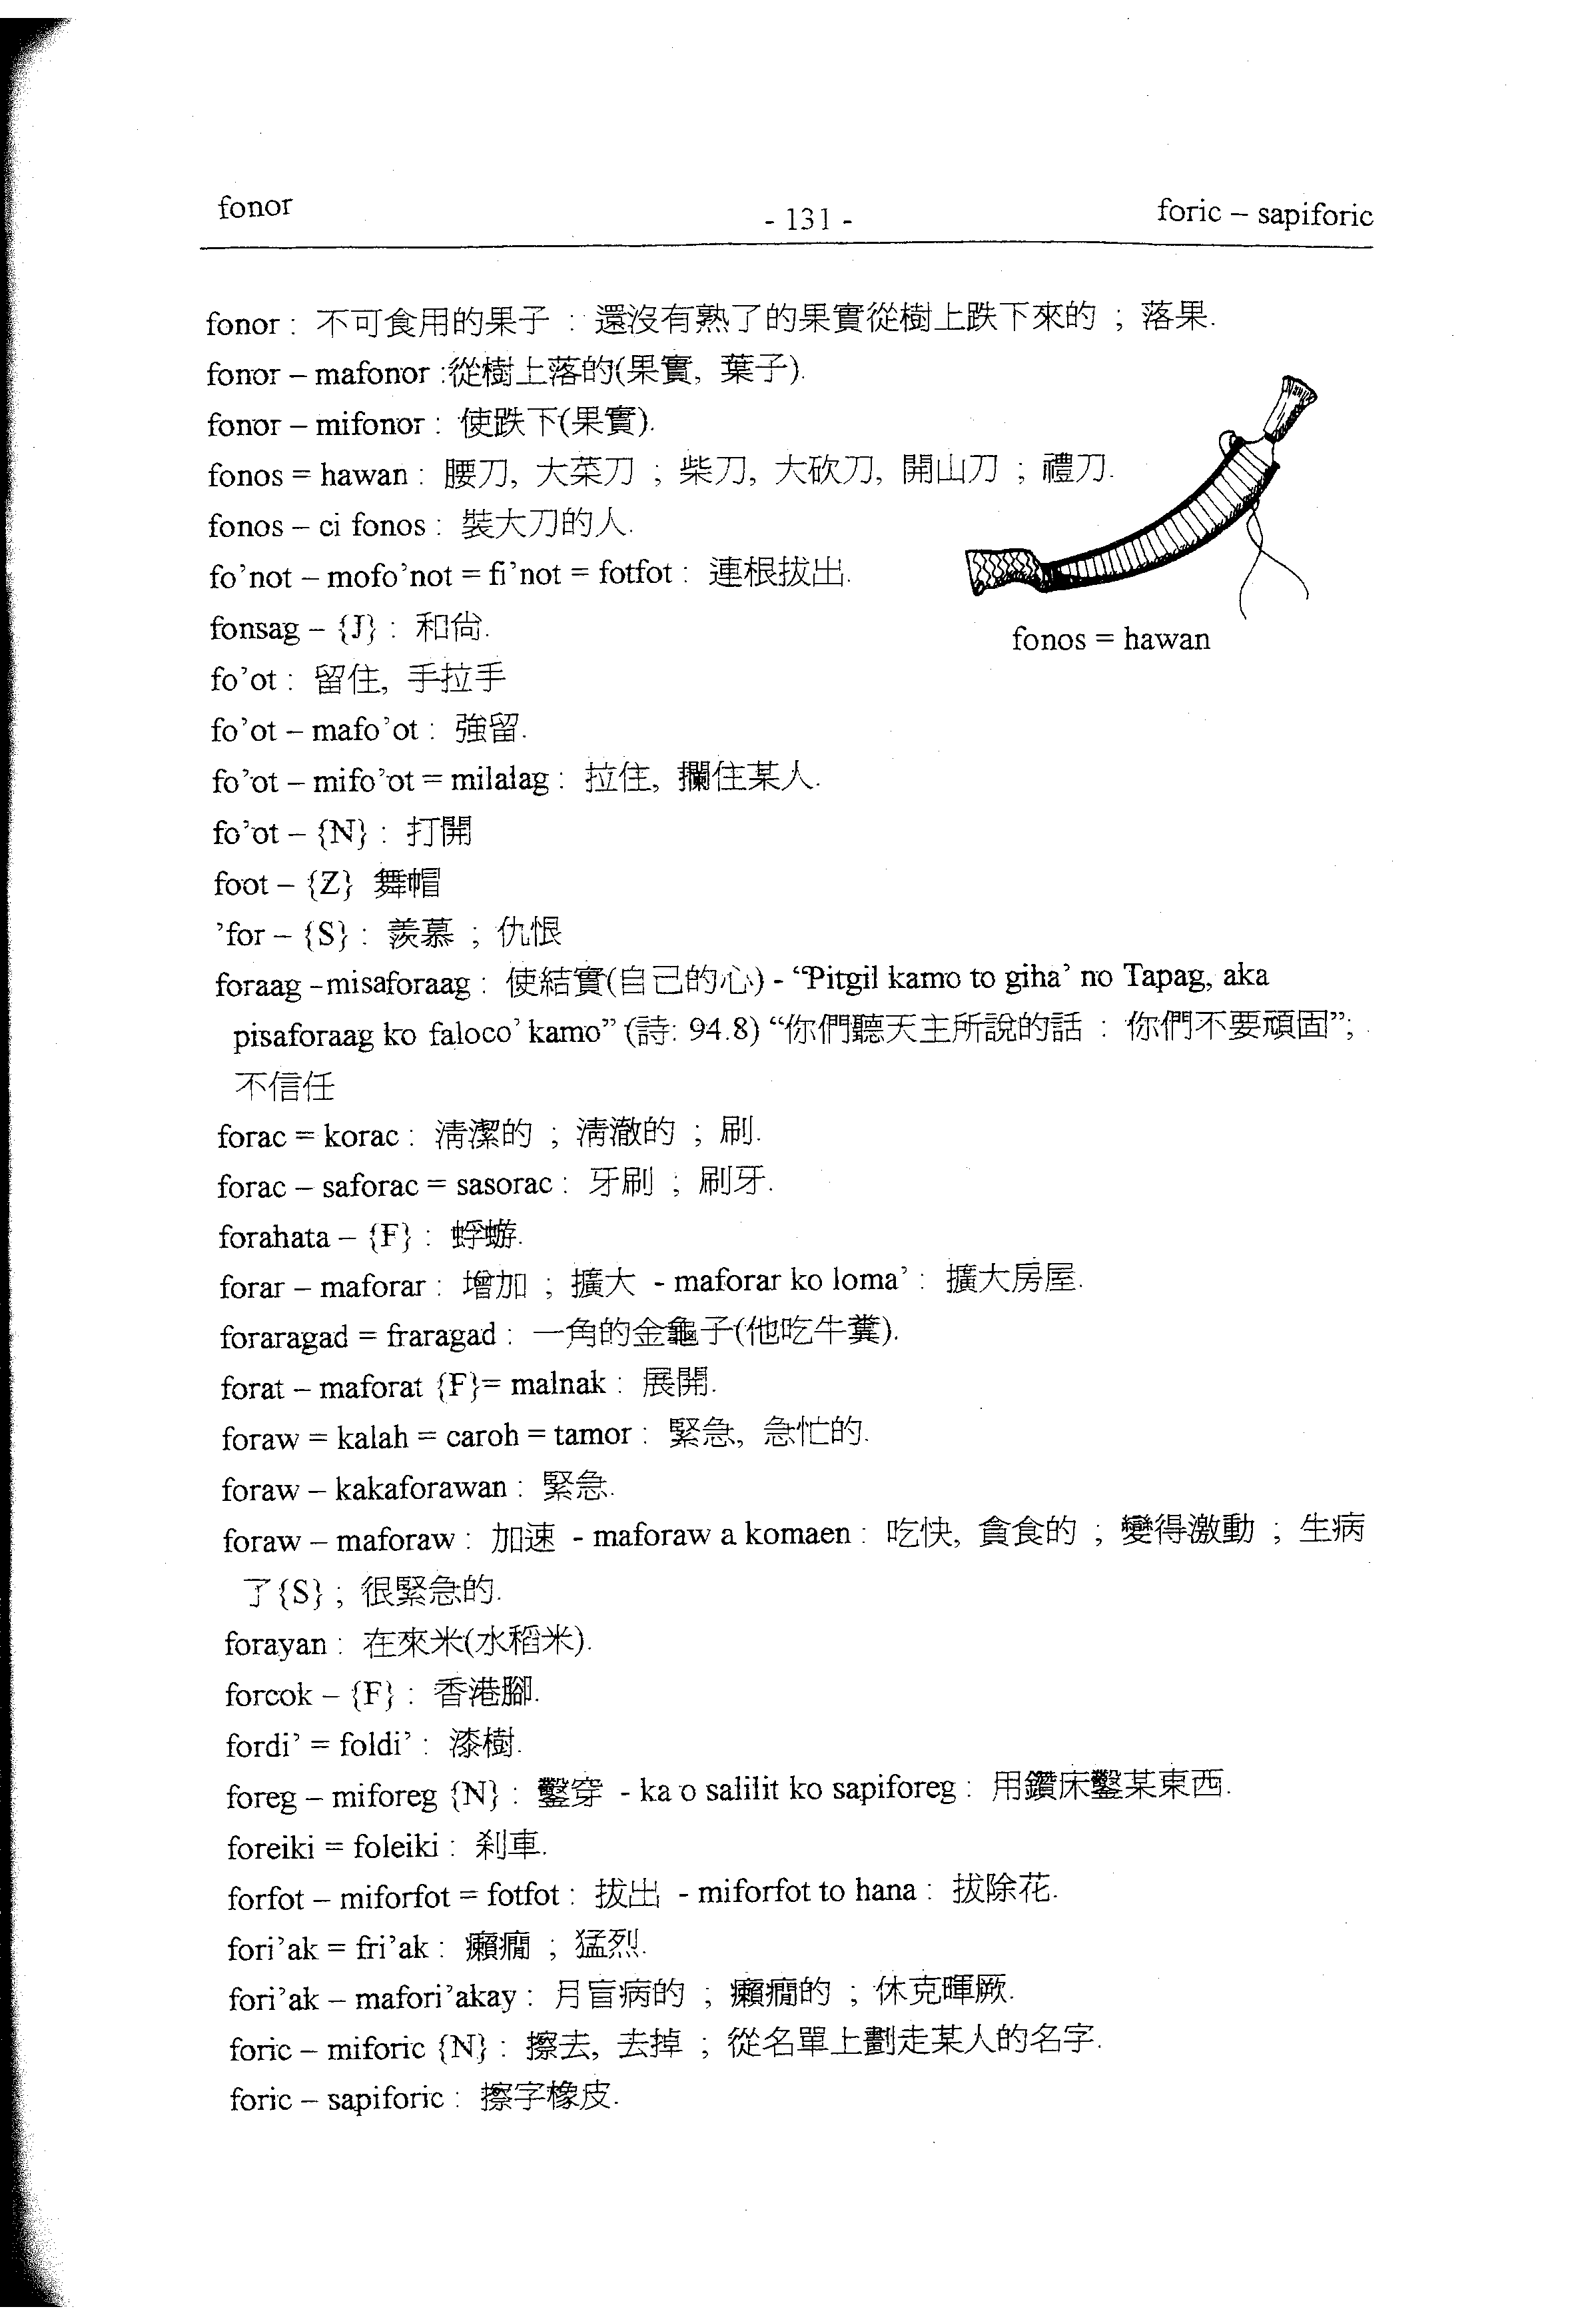 fonor
- 131 -
foric – sapiforic
fonor : 不可食用的果子 : 還沒有熟了的果實從樹上跌下來的 ; 落果.
fonor – mafonor :從樹上落的(果實, 葉子).
fonor – mifonor : 使跌下(果實).
fonos = hawan : 腰刀, 大菜刀 ; 柴刀, 大砍刀, 開山刀 ; 禮刀.
fonos – ci fonos : 裝大刀的人.
fo’not – mofo’not = fi’not = fotfot : 連根拔出.
fonsag – {J} : 和尙.
fonos = hawan
fo’ot : 留住, 手拉手
fo’ot – mafo’ot : 強留.
fo’ot – mifo’ot = milalag : 拉住, 攔住某人.
fo’ot – {N} : 打開
foot – {Z} 舞帽
’for – {S} : 羨慕 ; 仇恨
foraag -misaforaag : 使結實(自己的心) - “Pitgil kamo to giha’ no Tapag, aka
pisaforaag ko faloco’ kamo” (詩: 94.8) “你們聽天主所說的話 : 你們不要頑固”;
不信任
forac = korac : 清潔的 ; 清澈的 ; 刷.
forac – saforac = sasorac : 牙刷 ; 刷牙.
forahata – {F} : 蜉蝣.
forar – maforar : 增加 ; 擴大 - maforar ko loma’ : 擴大房屋.
foraragad = fraragad : 一角的金龜子(他吃牛糞).
forat – maforat {F}= malnak : 展開.
foraw = kalah = caroh = tamor : 緊急, 急忙的.
foraw – kakaforawan : 緊急.
foraw – maforaw : 加速 - maforaw a komaen : 吃快, 貪食的 ; 變得激動 ; 生病
了{S} ; 很緊急的.
forayan : 在來米(水稻米).
forcok – {F} : 香港腳.
fordi’ = foldi’ : 漆樹.
foreg – miforeg {N} : 鑿穿 - ka o salilit ko sapiforeg : 用鑽床鑿某東西.
foreiki = foleiki : 剎車.
forfot – miforfot = fotfot : 拔出 - miforfot to hana : 拔除花.
fori’ak = fri’ak : 癩癇 ; 猛烈.
fori’ak – mafori’akay : 月盲病的 ; 癩癇的 ; 休克暈厥.
foric – miforic {N} : 擦去, 去掉 ; 從名單上劃走某人的名字.
foric – sapiforic : 擦字橡皮.